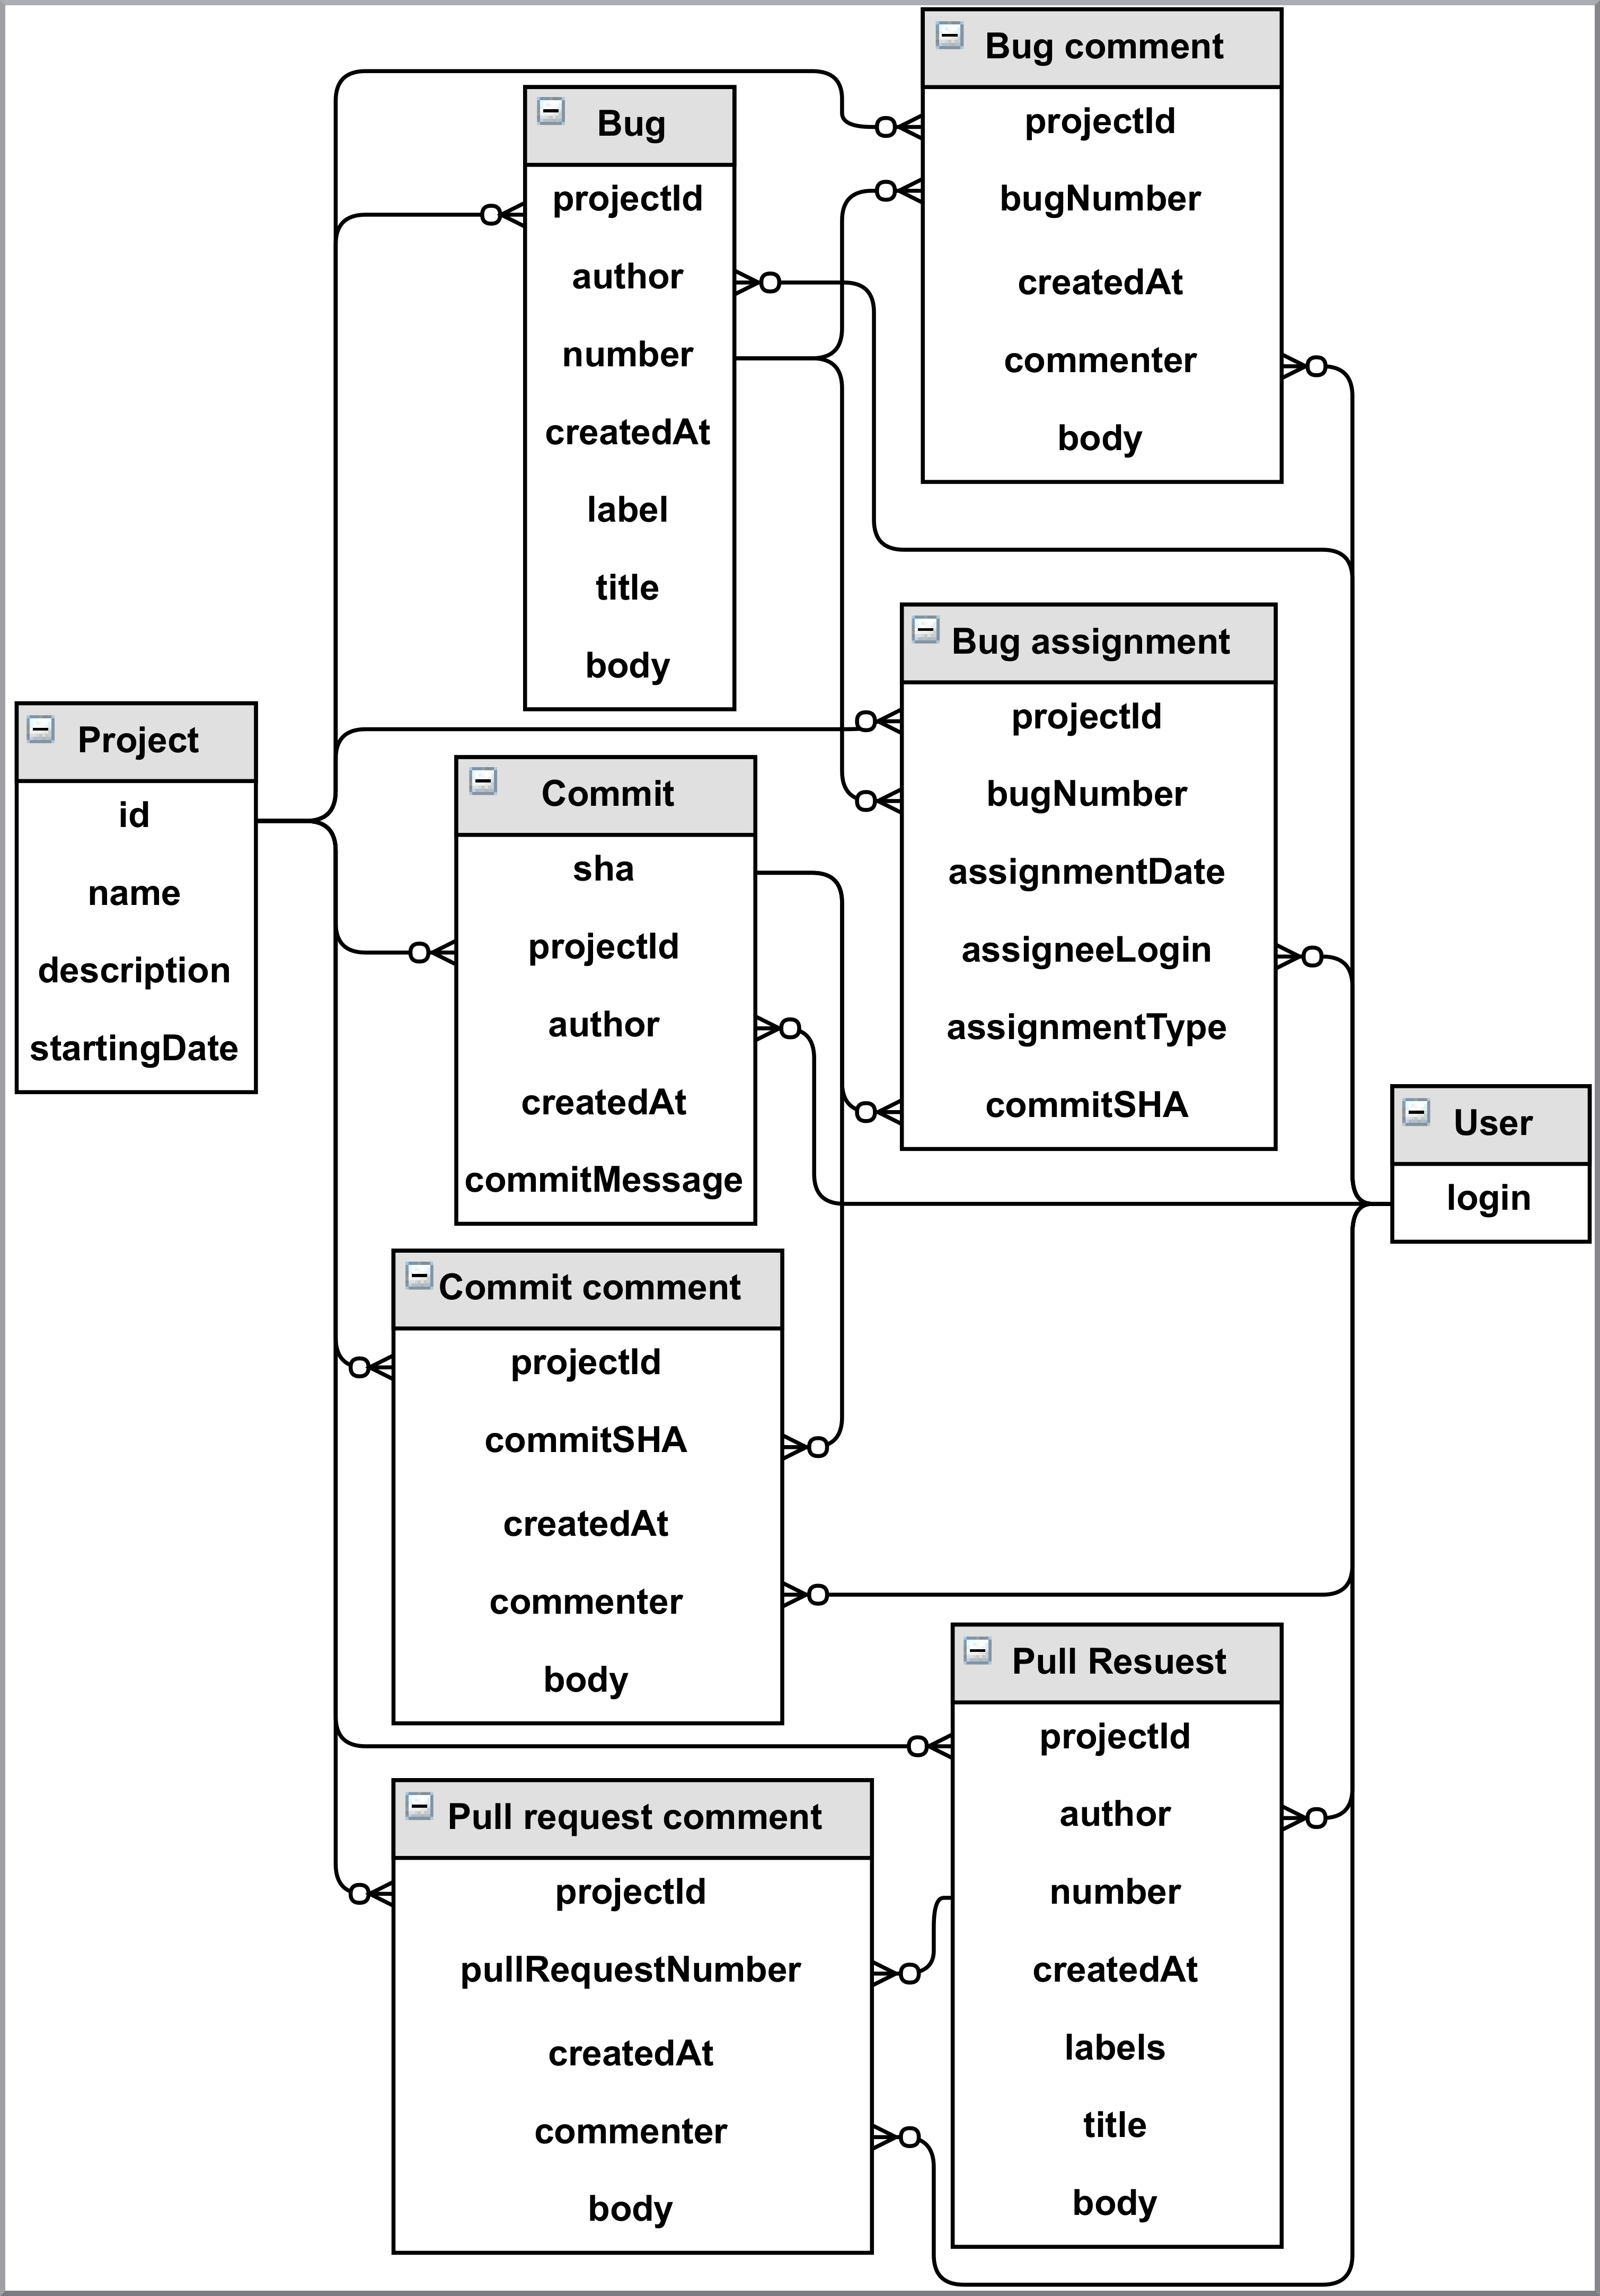 Bug comment
projectId
bugNumber
createdAt
commenter
body
Bug
projectId
author
number
createdAt
label
title
body
Bug assignment
projectId
bugNumber
assignmentDate
assigneeLogin
assignmentType
commitSHA
Project
id
name
description
startingDate
Commit
sha
projectId
author
createdAt
commitMessage
User
login
Commit comment
projectId
commitSHA
createdAt
commenter
body
Pull Resuest
projectId
author
number
createdAt
labels
title
body
Pull request comment
projectId
pullRequestNumber
createdAt
commenter
body